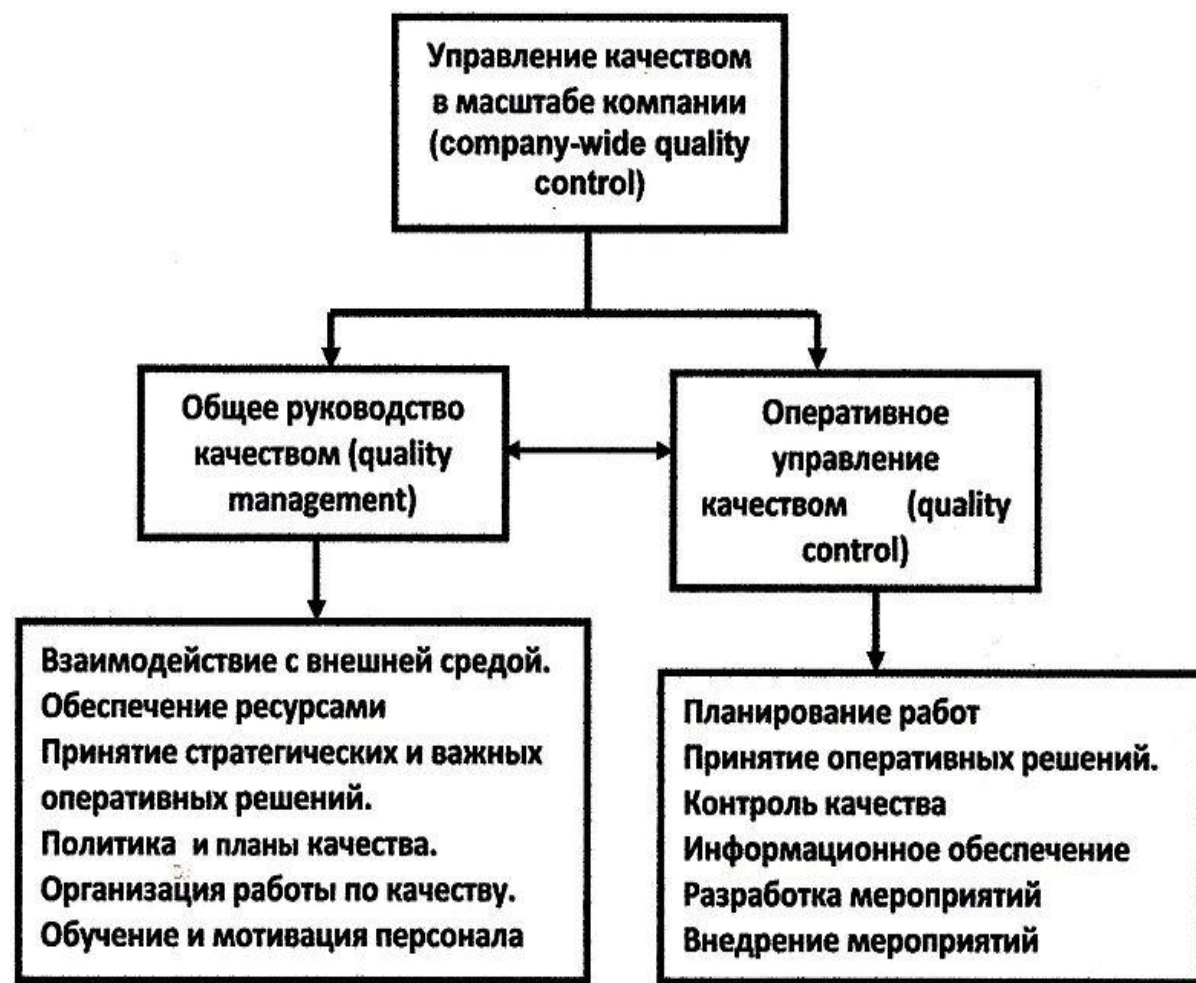 Управление качеством
в масштабе компании
(company-wide quality
control)
Общее руководство
качеством (quality
management)
Оперативное
управление
качеством (quality
control)
Взаимодействие с внешней средой.
Обеспечение ресурсами
Принятие стратегических и важных
оперативных решений.
Политика и планы качества.
Организация работы по качеству.
Обучение и мотивация персонала
Планирование работ
Принятие оперативных решений.
Контроль качества
Информационное обеспечение
Разработка мероприятий
Внедрение мероприятий